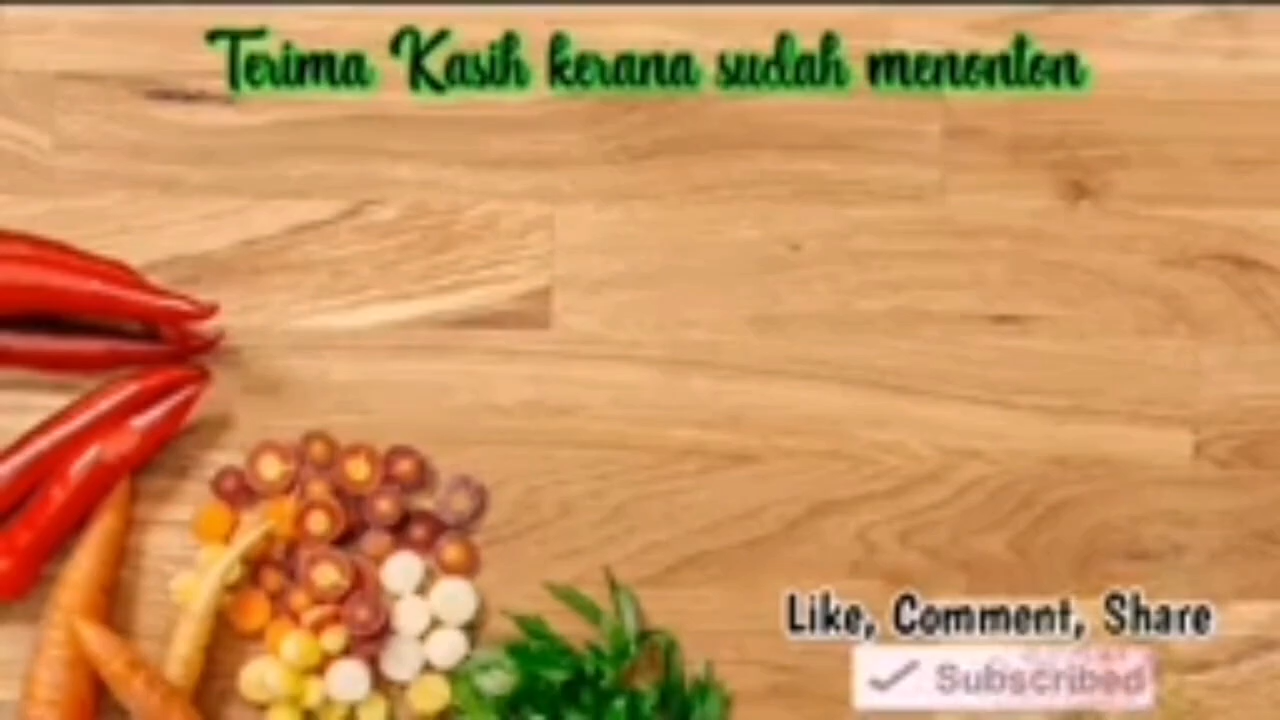 Terima Kasih kerana sudah menonton
Like, Comment, Share
Subscribed